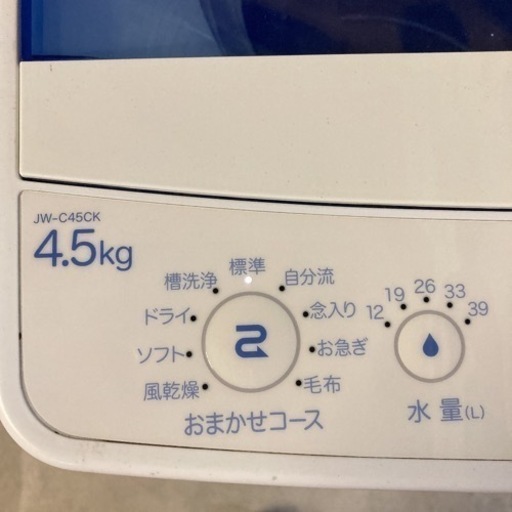 JW-C45CK
4.5kg
槽洗浄
標準
自分流
ドライ
念入り
ソフト
お急ぎ
風乾燥
毛布
おまかせコース
12
19
26
33
39
水量(L)